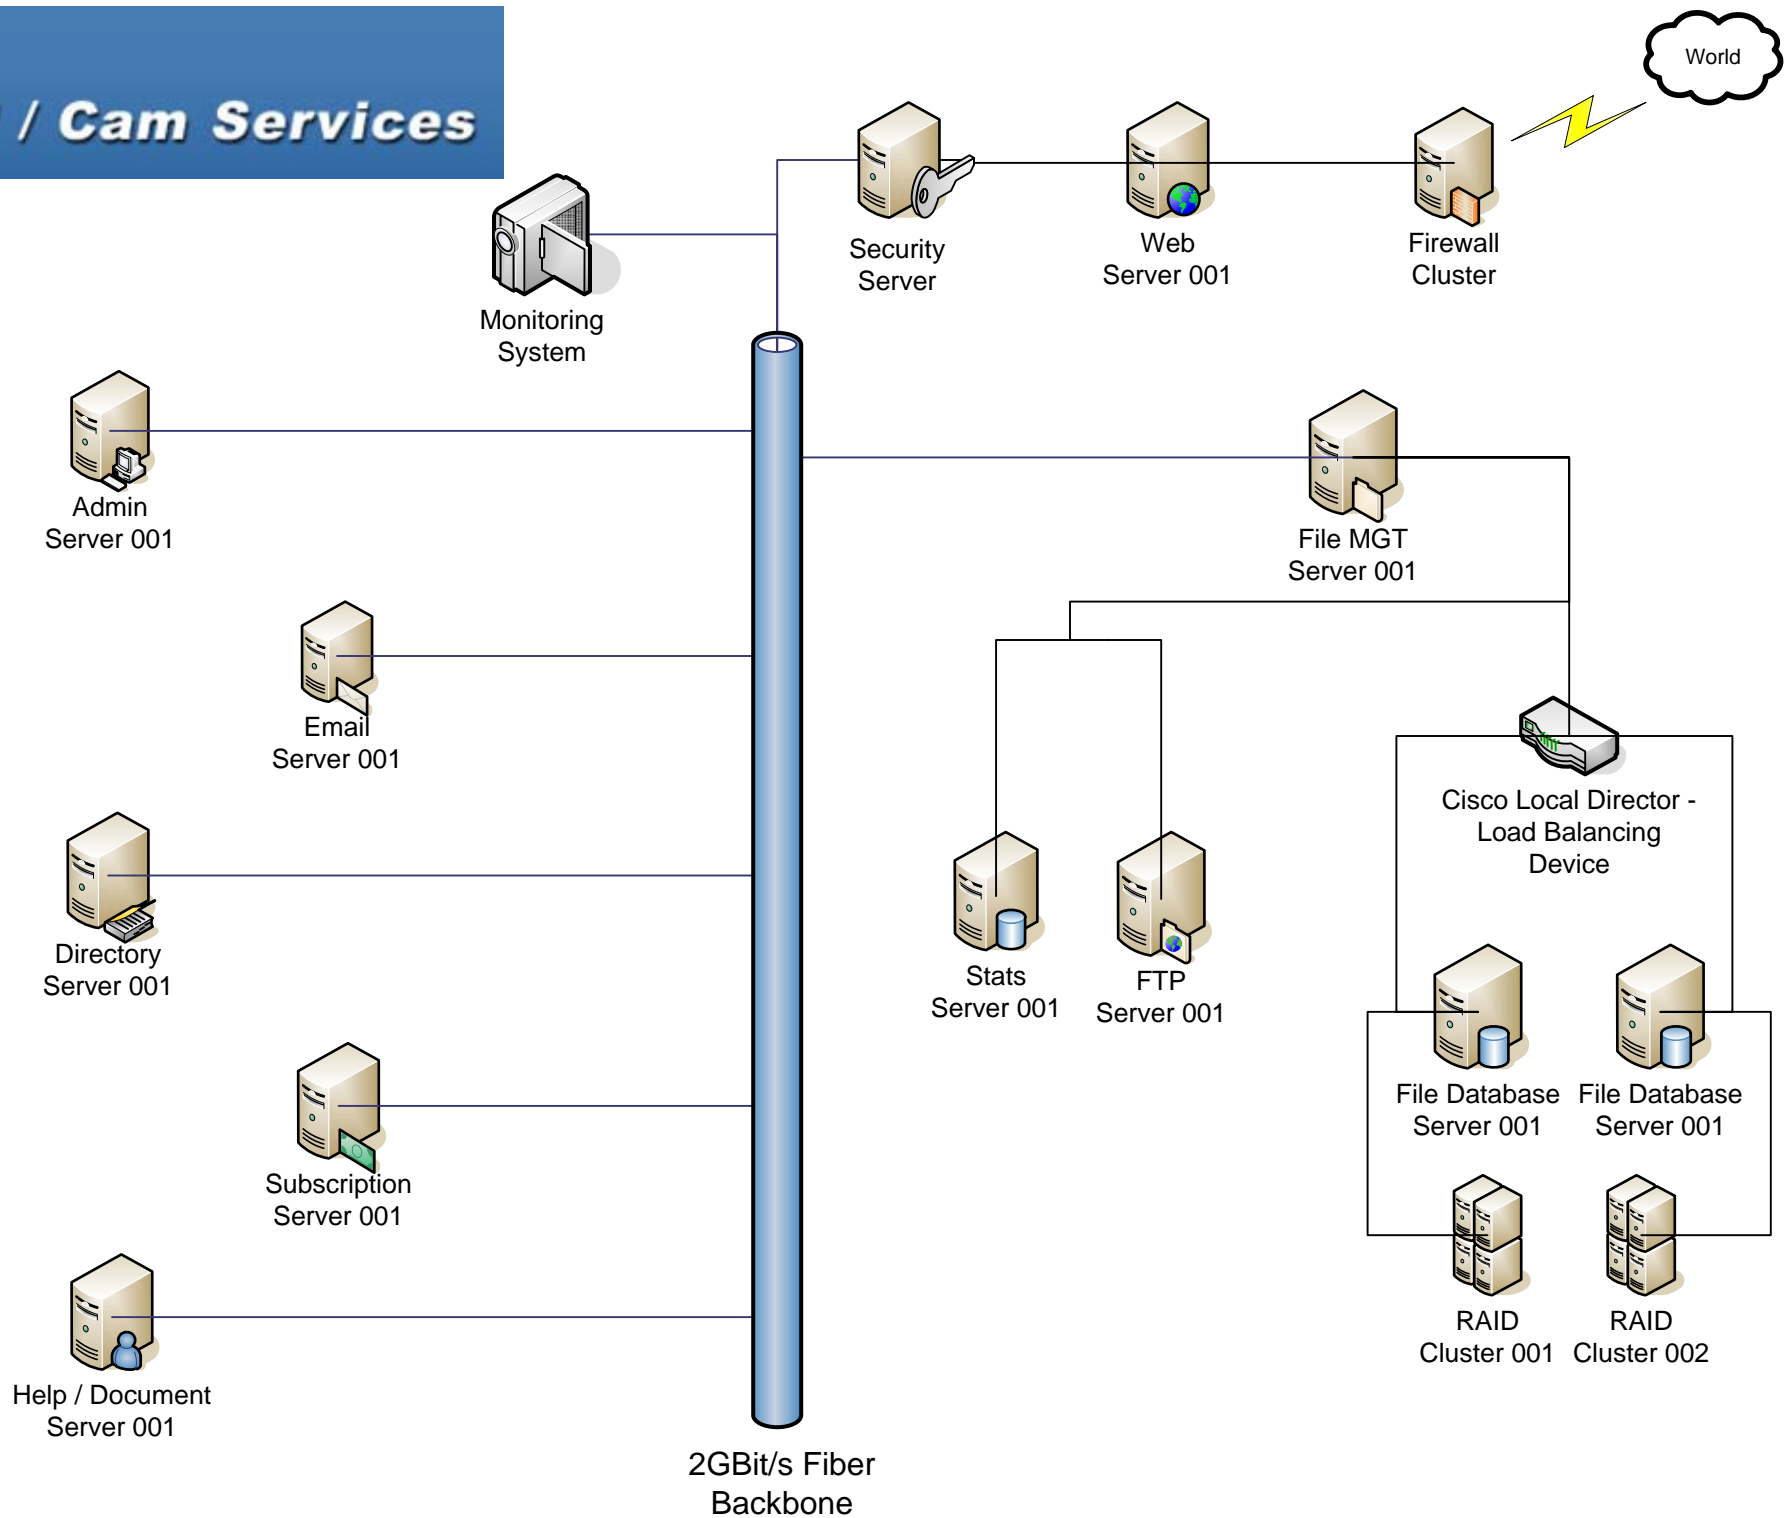 / Cam Services
World
Security
Server
Web
Server 001
Firewall
Cluster
Monitoring
System
Admin
Server 001
File MGT
Server 001
Email
Server 001
Cisco Local Director -
Load Balancing
Device
Directory
Server 001
Stats
Server 001
FTP
Server 001
File Database
Server 001
File Database
Server 001
Subscription
Server 001
RAID
Cluster 001
RAID
Cluster 002
Help / Document
Server 001
2GBit/s Fiber
Backbone